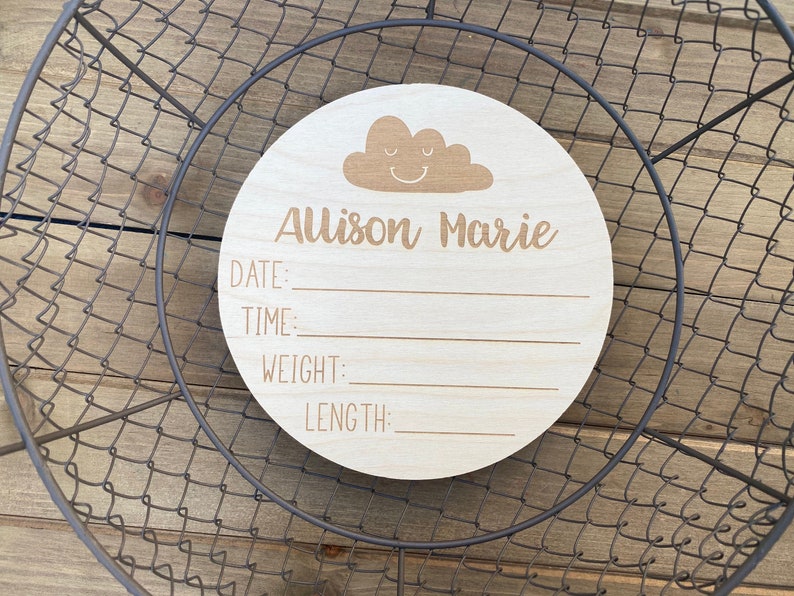 Allison Marie
DATE:
TIME:
WEIGHT:
LENGTH: